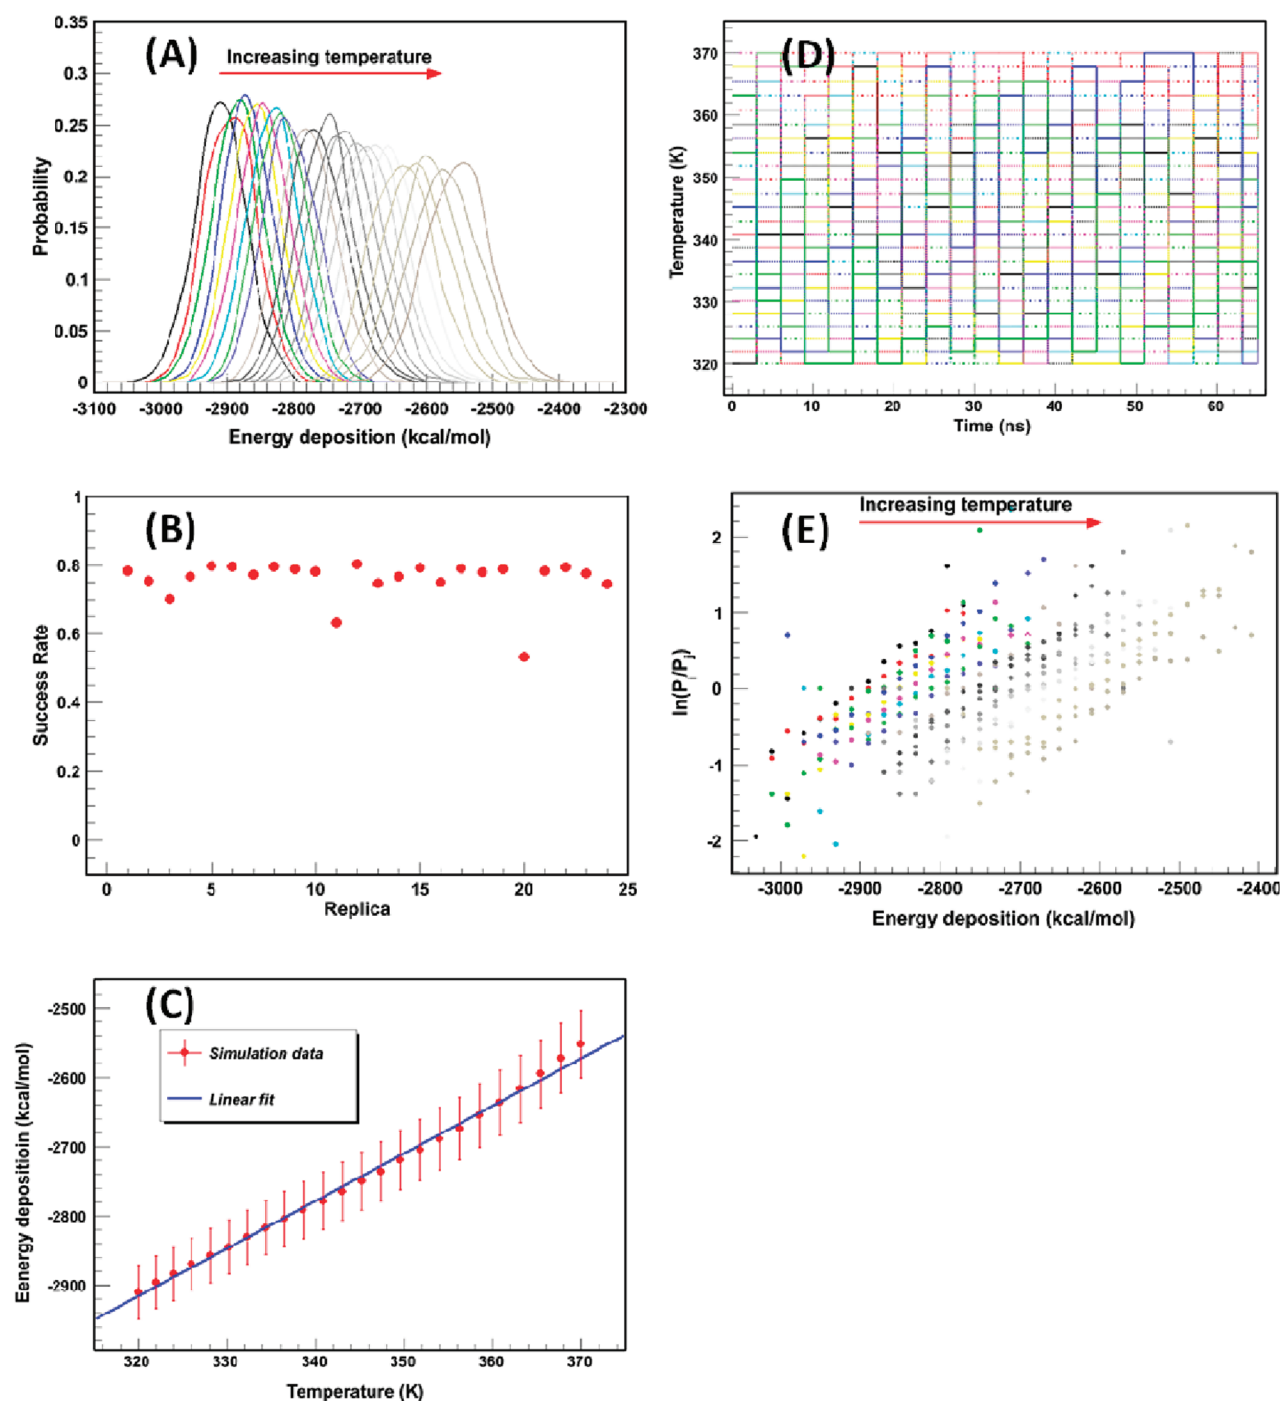 (A)
Increasing temperature
0.35
0.3
0.25
0.2
0.15
0.1
0.05
0
Probability
-3100 -3000 -2900 -2800 -2700 -2600 -2500 -2400 -2300
Energy deposition (kcal/mol)
(D)
370
360
350
340
330
320
Temperature (K)
0 10 20 30 40 50 60
Time (ns)
(B)
1
0.8
0.6
0.4
0.2
0
Success Rate
0 5 10 15 20 25
Replica
(E)
Increasing temperature
2
1
0
-1
-2
ln(P/Pj)
-3000 -2900 -2800 -2700 -2600 -2500 -2400
Energy deposition (kcal/mol)
(C)
Simulation data
Linear fit
-2500
-2600
-2700
-2800
-2900
Eenergy depositioin (kcal/mol)
320 330 340 350 360 370
Temperature (K)